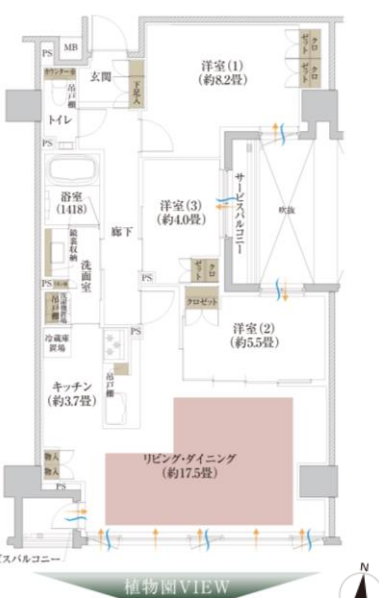 PS
MB
カウンター有
吊戸棚
トイレ
玄関
下足入
洋室(1)
(約8.2畳)
クロゼット
クロゼット
PS
浴室
(1418)
廊下
洋室(3)
(約4.0畳)
サービスバルコニー
吹抜
洗面室
PS
吊戸棚
PS
クロゼット
クロゼット
洋室(2)
(約5.5畳)
PS
冷蔵庫
置場
吊戸棚
キッチン
(約3.7畳)
リビング・ダイニング
(約17.5畳)
物入
物入
PS
ビスバルコニー
植物園VIEW
N